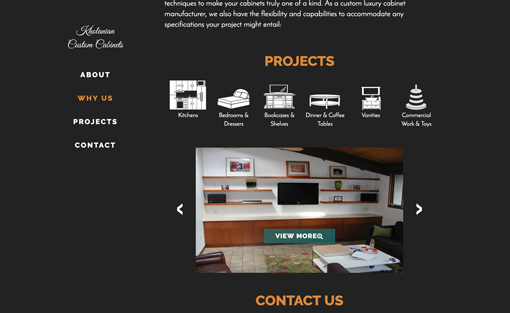 techniques to make your cabinets truly one of a kind. As a custom luxury cabinet
manufacturer, we also have the flexibility and capabilities to accommodate any
specifications your project might entail:
Kholanian
Custom Cabinets
ABOUT
WHY US
PROJECTS
CONTACT
PROJECTS
Kitchens
Bedrooms &
Dressers
Bookcases &
Shelves
Dinner & Coffee
Tables
Vanities
Commercial
Work & Toys
VIEW MORE
CONTACT US